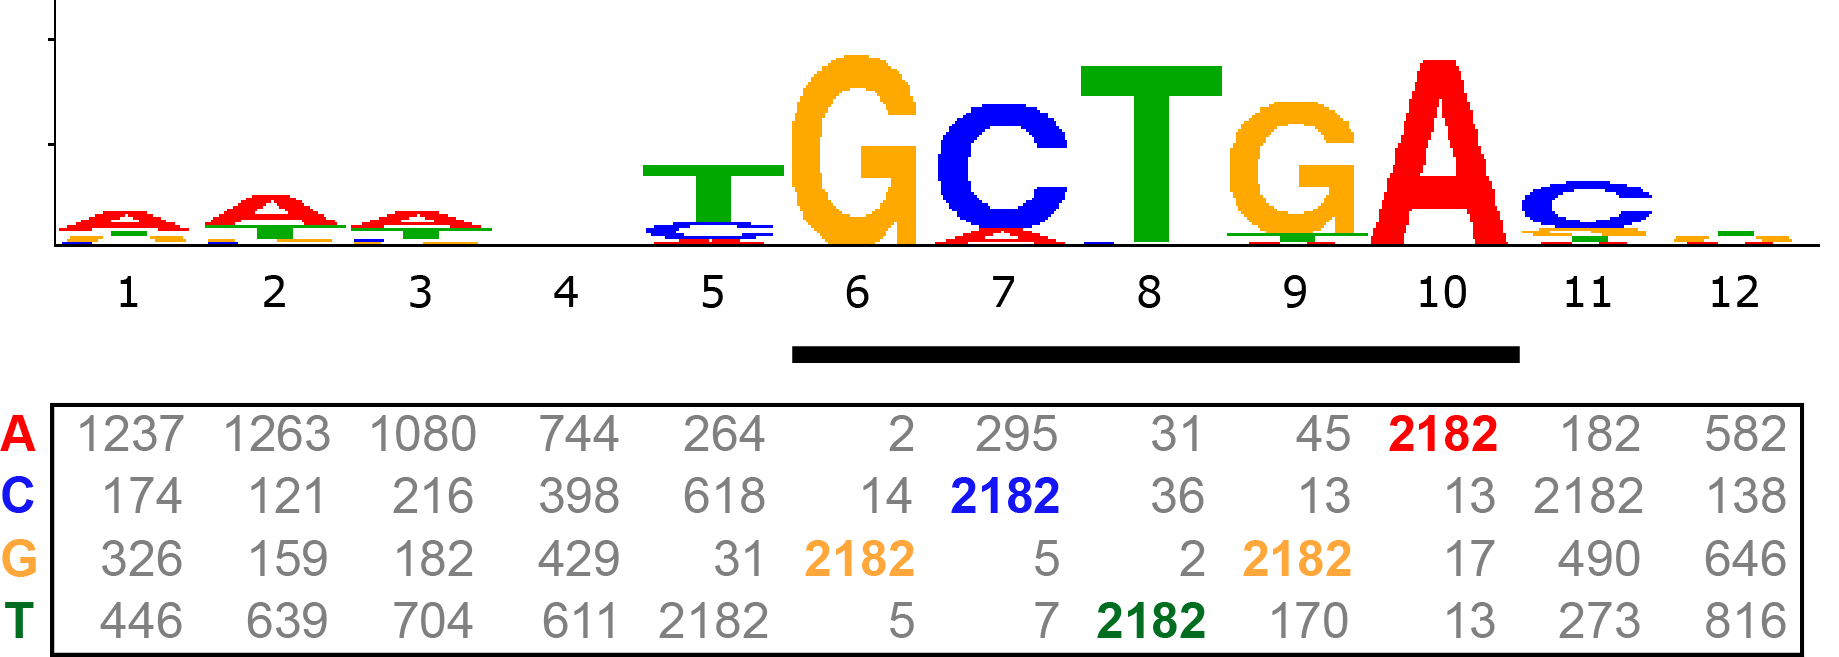 A A A T C G C A T G A C
1 2 3 4 5 6 7 8 9 10 11 12
A 1237 1263 1080 744 264 2 295 31 45 2182 182 582
C 174 121 216 398 618 14 2182 36 13 13 2182 138
G 326 159 182 429 31 2182 5 2 2182 17 490 646
T 446 639 704 611 2182 5 7 2182 170 13 273 816